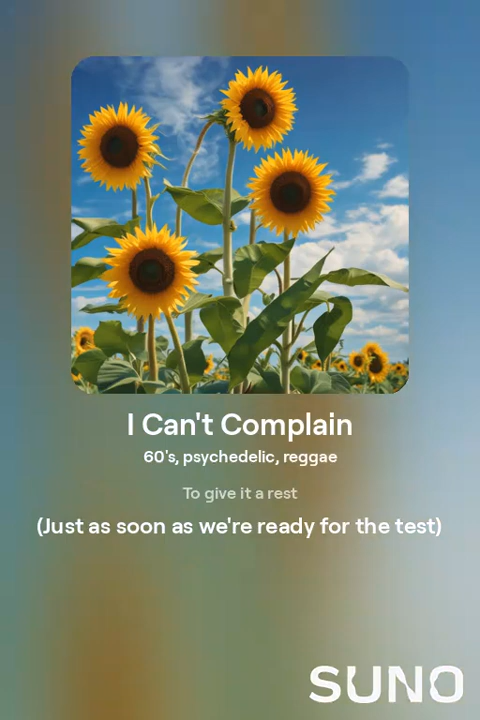 I Can't Complain
60's, psychedelic, reggae
To give it a rest
(Just as soon as we're ready for the test)
SUNO